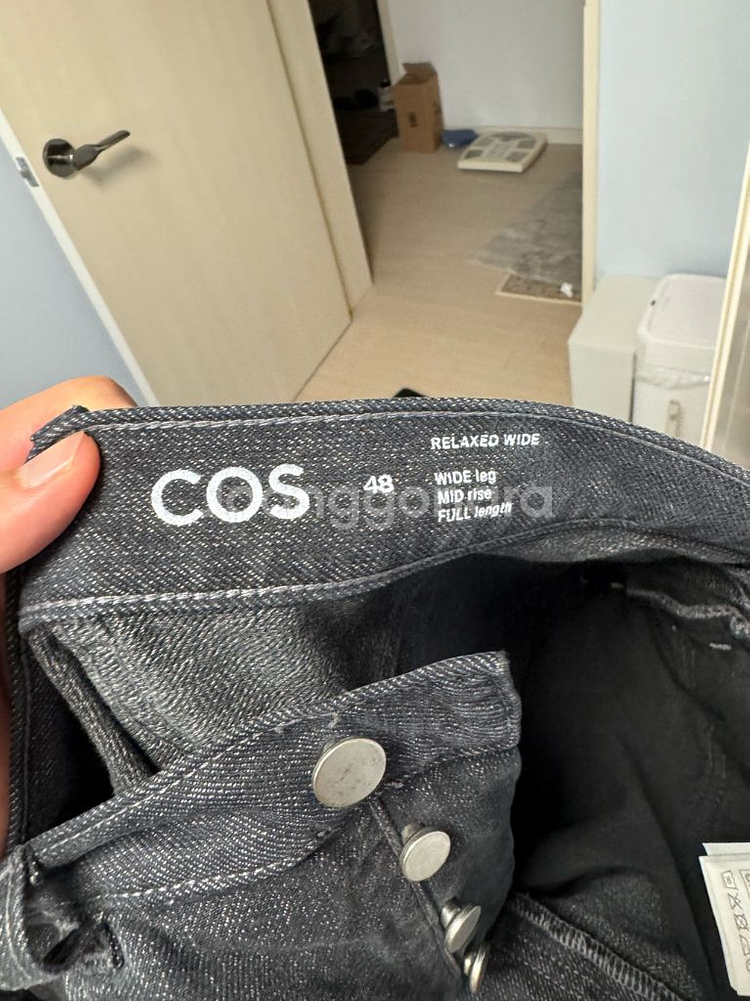 RELAXED WIDE
COS
48
WIDE leg
MID rise
FULL length